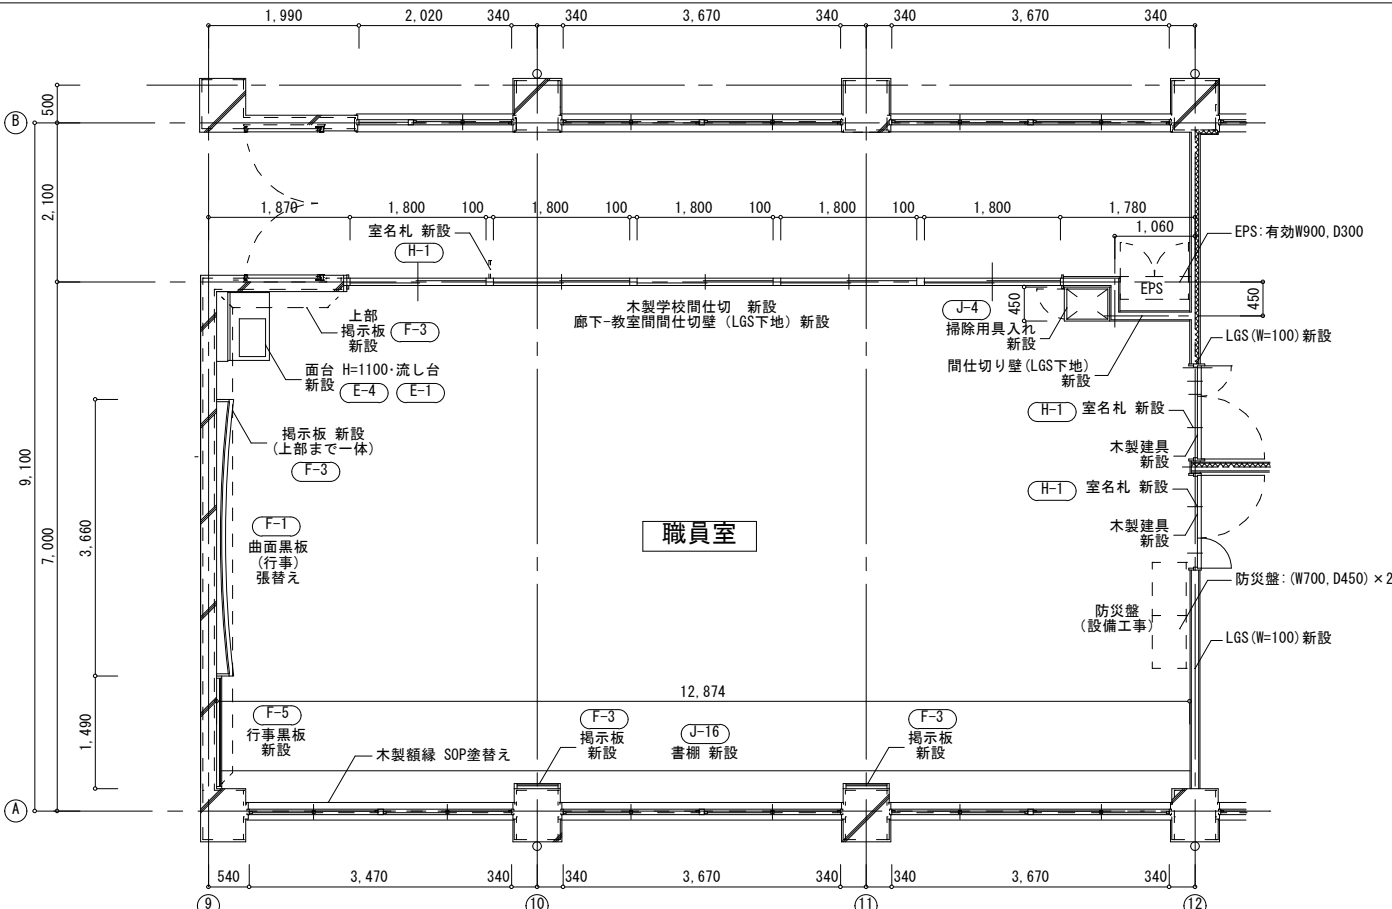 1,990
2,020
340
340
3,670
340
340
3,670
340
500
B
2,100
1,870
1,800
100
1,800
100
1,800
100
1,800
100
1,800
1,780
1,060
室名札 新設
H-1
EPS:有効W900,D300
EPS
450
450
木製学校間仕切 新設
廊下-教室間間仕切壁 (LGS下地) 新設
J-4
掃除用具入れ
新設
上部
掲示板
新設
F-3
LGS(W=100)新設
間仕切り壁(LGS下地)
新設
面台 H=1100・流し台
新設
E-4
E-1
H-1
室名札 新設
掲示板 新設
(上部まで一体)
F-3
木製建具
新設
9,100
7,000
3,660
H-1
室名札 新設
F-1
曲面黒板
(行事)
張替え
職員室
木製建具
新設
防災盤:(W700,D450)×2
防災盤
(設備工事)
LGS(W=100)新設
12,874
1,490
F-5
行事黒板
新設
F-3
掲示板
新設
J-16
書棚 新設
F-3
掲示板
新設
木製額縁 SOP塗替え
A
540
3,470
340
340
3,670
340
340
3,670
340
9
10
11
12